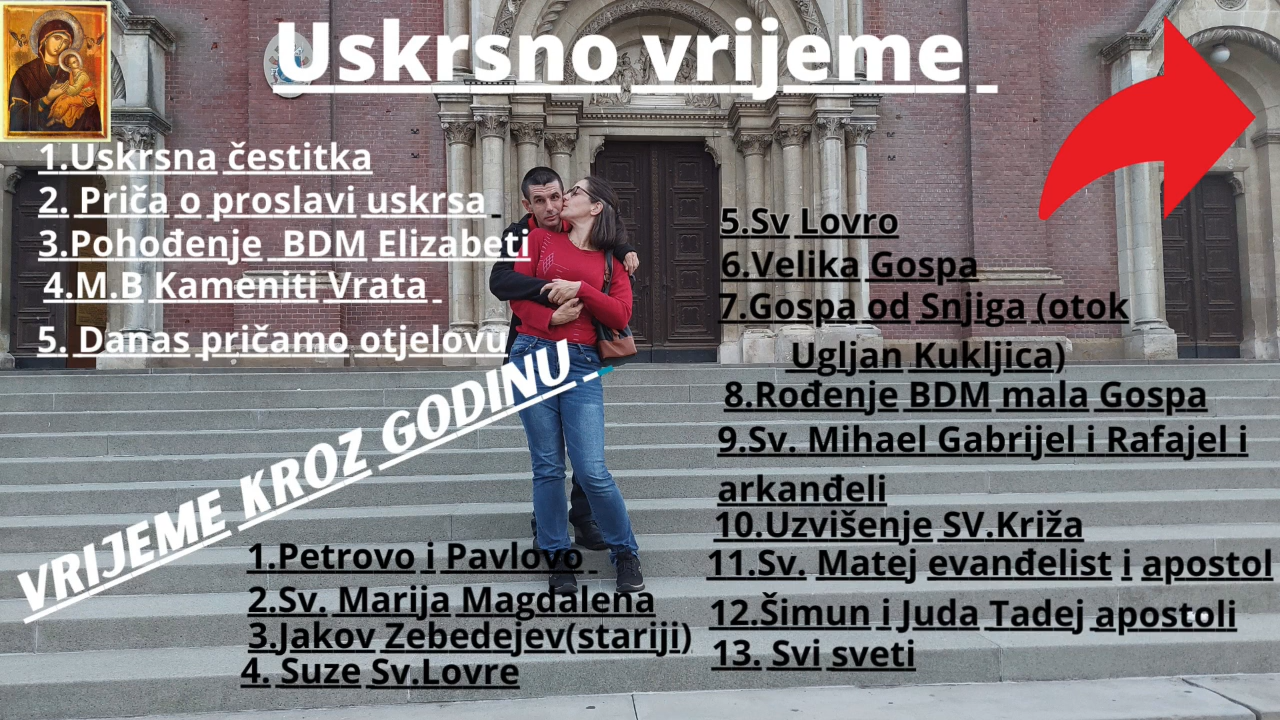 Uskrsno vrijeme
1.Uskrsna čestitka
2. Priča o proslavi uskrsa
3.Pohođenje BDM Elizabeti
4.M.B Kameniti Vrata
5. Danas pričamo otjelovu
VRIJEME KROZ GODINU
1.Petrovo i Pavlovo
2.Sv. Marija Magdalena
3.Jakov Zebedejev(stariji)
4. Suze Sv.Lovre
5.Sv Lovro
6.Velika Gospa
7.Gospa od Snjiga (otok
Ugljan Kukljica)
8.Rođenje BDM mala Gospa
9.Sv. Mihael Gabrijel i Rafajel i
arkanđeli
10.Uzvišenje SV.Križa
11.Sv. Matej evanđelist i apostol
12.Šimun i Juda Tadej apostoli
13. Svi sveti